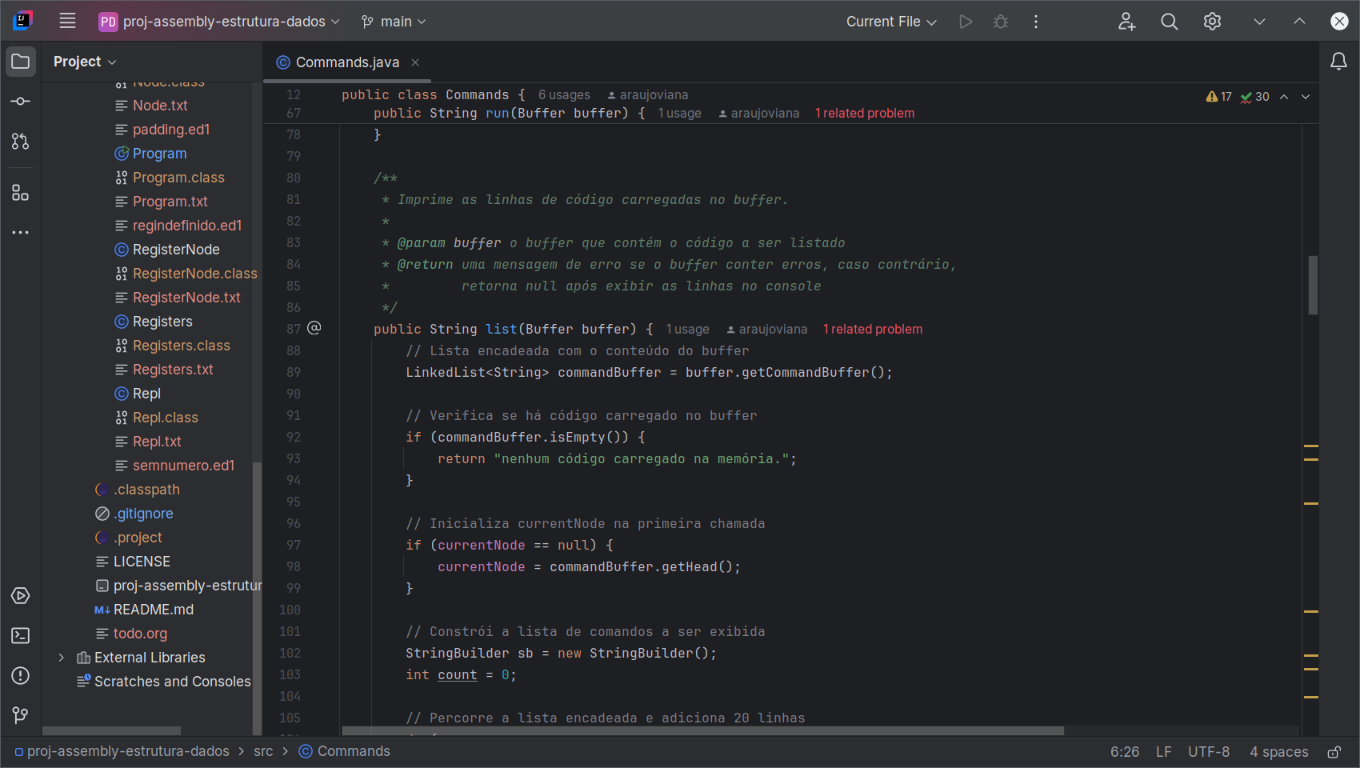 PD proj-assembly-estrutura-dados main Current File
Project
Commands.java
Node.class
Node.txt
padding.ed1
Program
Program.class
Program.txt
regindefinido.ed1
RegisterNode
RegisterNode.class
RegisterNode.txt
Registers
Registers.class
Registers.txt
Repl
Repl.class
Repl.txt
semnumero.ed1
.classpath
.gitignore
.project
LICENSE
proj-assembly-estrutur
M↓ README.md
todo.org
External Libraries
Scratches and Consoles
12 public class Commands { 6 usages araujoviana 17 30
67 public String run(Buffer buffer) { 1 usage araujoviana 1 related problem
78 }
79
80 /**
81 * Imprime as linhas de código carregadas no buffer.
82 *
83 * @param buffer o buffer que contém o código a ser listado
84 * @return uma mensagem de erro se o buffer conter erros, caso contrário,
85 * retorna null após exibir as linhas no console
86 */
87 @ public String list(Buffer buffer) { 1 usage araujoviana 1 related problem
88 // Lista encadeada com o conteúdo do buffer
89 LinkedList<String> commandBuffer = buffer.getCommandBuffer();
90
91 // Verifica se há código carregado no buffer
92 if (commandBuffer.isEmpty()) {
93 return "nenhum código carregado na memória.";
94 }
95
96 // Inicializa currentNode na primeira chamada
97 if (currentNode == null) {
98 currentNode = commandBuffer.getHead();
99 }
100
101 // Constrói a lista de comandos a ser exibida
102 StringBuilder sb = new StringBuilder();
103 int count = 0;
104
105 // Percorre a lista encadeada e adiciona 20 linhas
proj-assembly-estrutura-dados > src > Commands 6:26 LF UTF-8 4 spaces